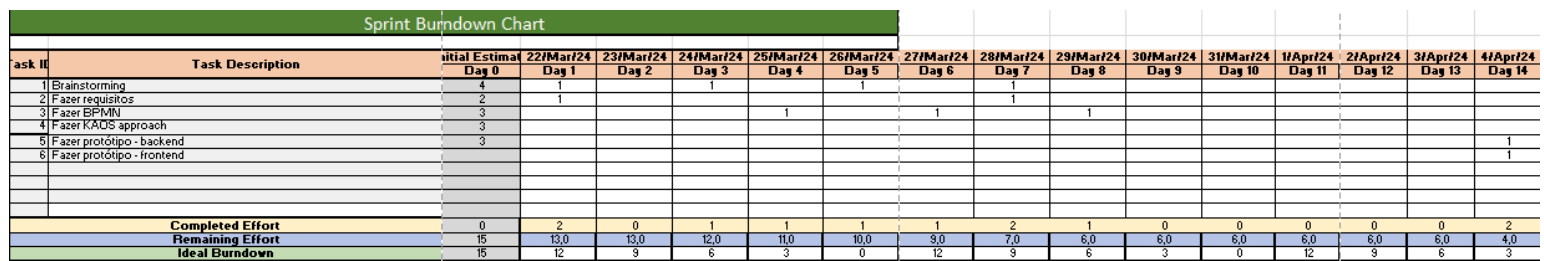 Sprint Burndown Chart
Task ID Task Description Initial Estimat 22/Mar/24 23/Mar/24 24/Mar/24 25/Mar/24 26/Mar/24 27/Mar/24 28/Mar/24 29/Mar/24 30/Mar/24 31/Mar/24 1/Apr/24 2/Apr/24 3/Apr/24 4/Apr/24
Day 0 Day 1 Day 2 Day 3 Day 4 Day 5 Day 6 Day 7 Day 8 Day 9 Day 10 Day 11 Day 12 Day 13 Day 14
1 Brainstorming 4 1 1 1 1
2 Fazer requisitos 2 1 1
3 Fazer BPMN 3 1 1 1
4 Fazer KAOS approach 3
5 Fazer protótipo - backend 3 1
6 Fazer protótipo - frontend 1
Completed Effort 0 2 0 1 1 1 1 2 1 0 0 0 0 0 2
Remaining Effort 15 13,0 13,0 12,0 11,0 10,0 9,0 7,0 6,0 6,0 6,0 6,0 6,0 6,0 4,0
Ideal Burndown 15 12 9 6 3 0 12 9 6 3 0 12 9 6 3